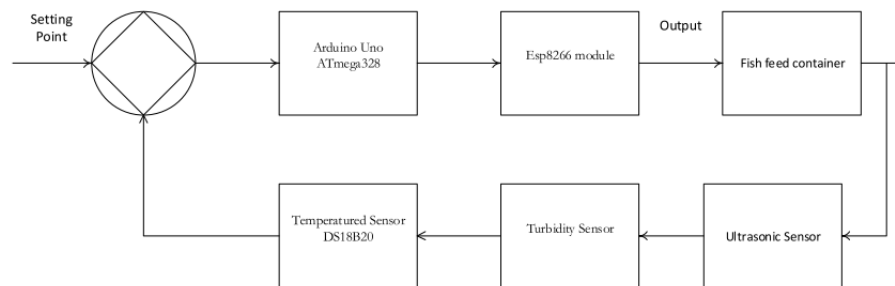 Setting
Point
Arduino Uno
ATmega328
Esp8266 module
Output
Fish feed container
Temperatured Sensor
DS18B20
Turbidity Sensor
Ultrasonic Sensor